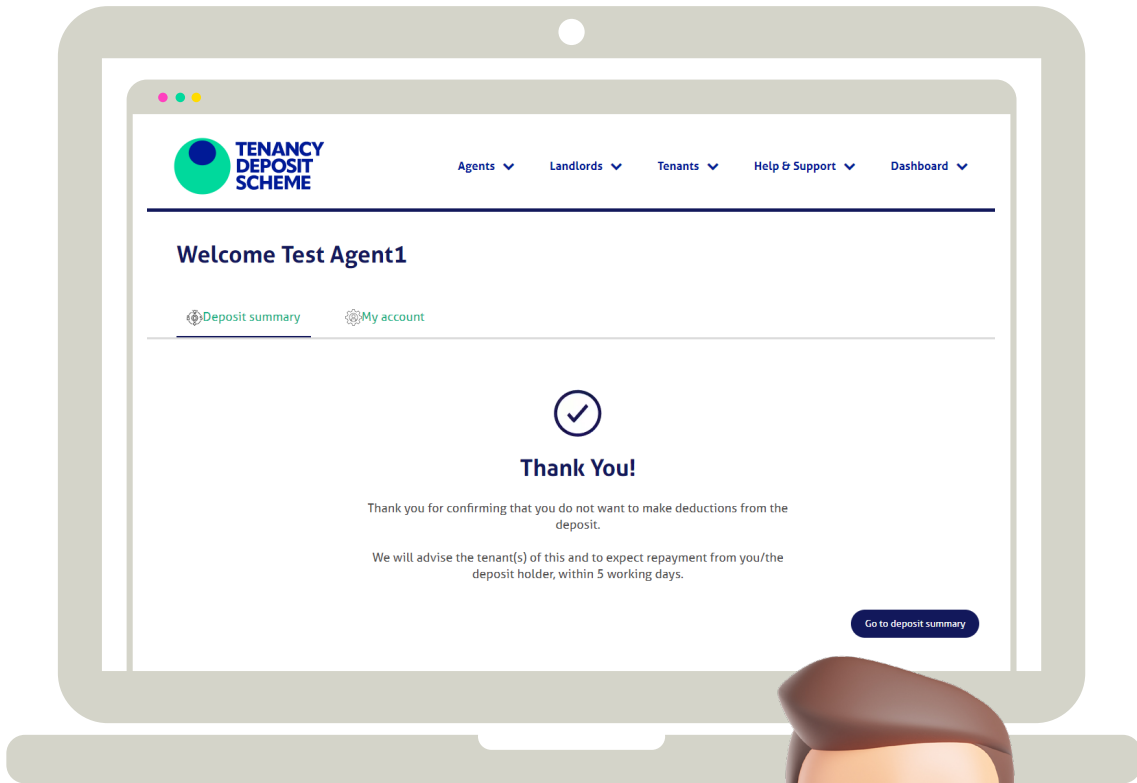 TENANCY
DEPOSIT
SCHEME
Agents
Landlords
Tenants
Help & Support
Dashboard
Welcome Test Agent1
Deposit summary
My account
Thank You!
Thank you for confirming that you do not want to make deductions from the
deposit.
We will advise the tenant(s) of this and to expect repayment from you/the
deposit holder, within 5 working days.
Go to deposit summary